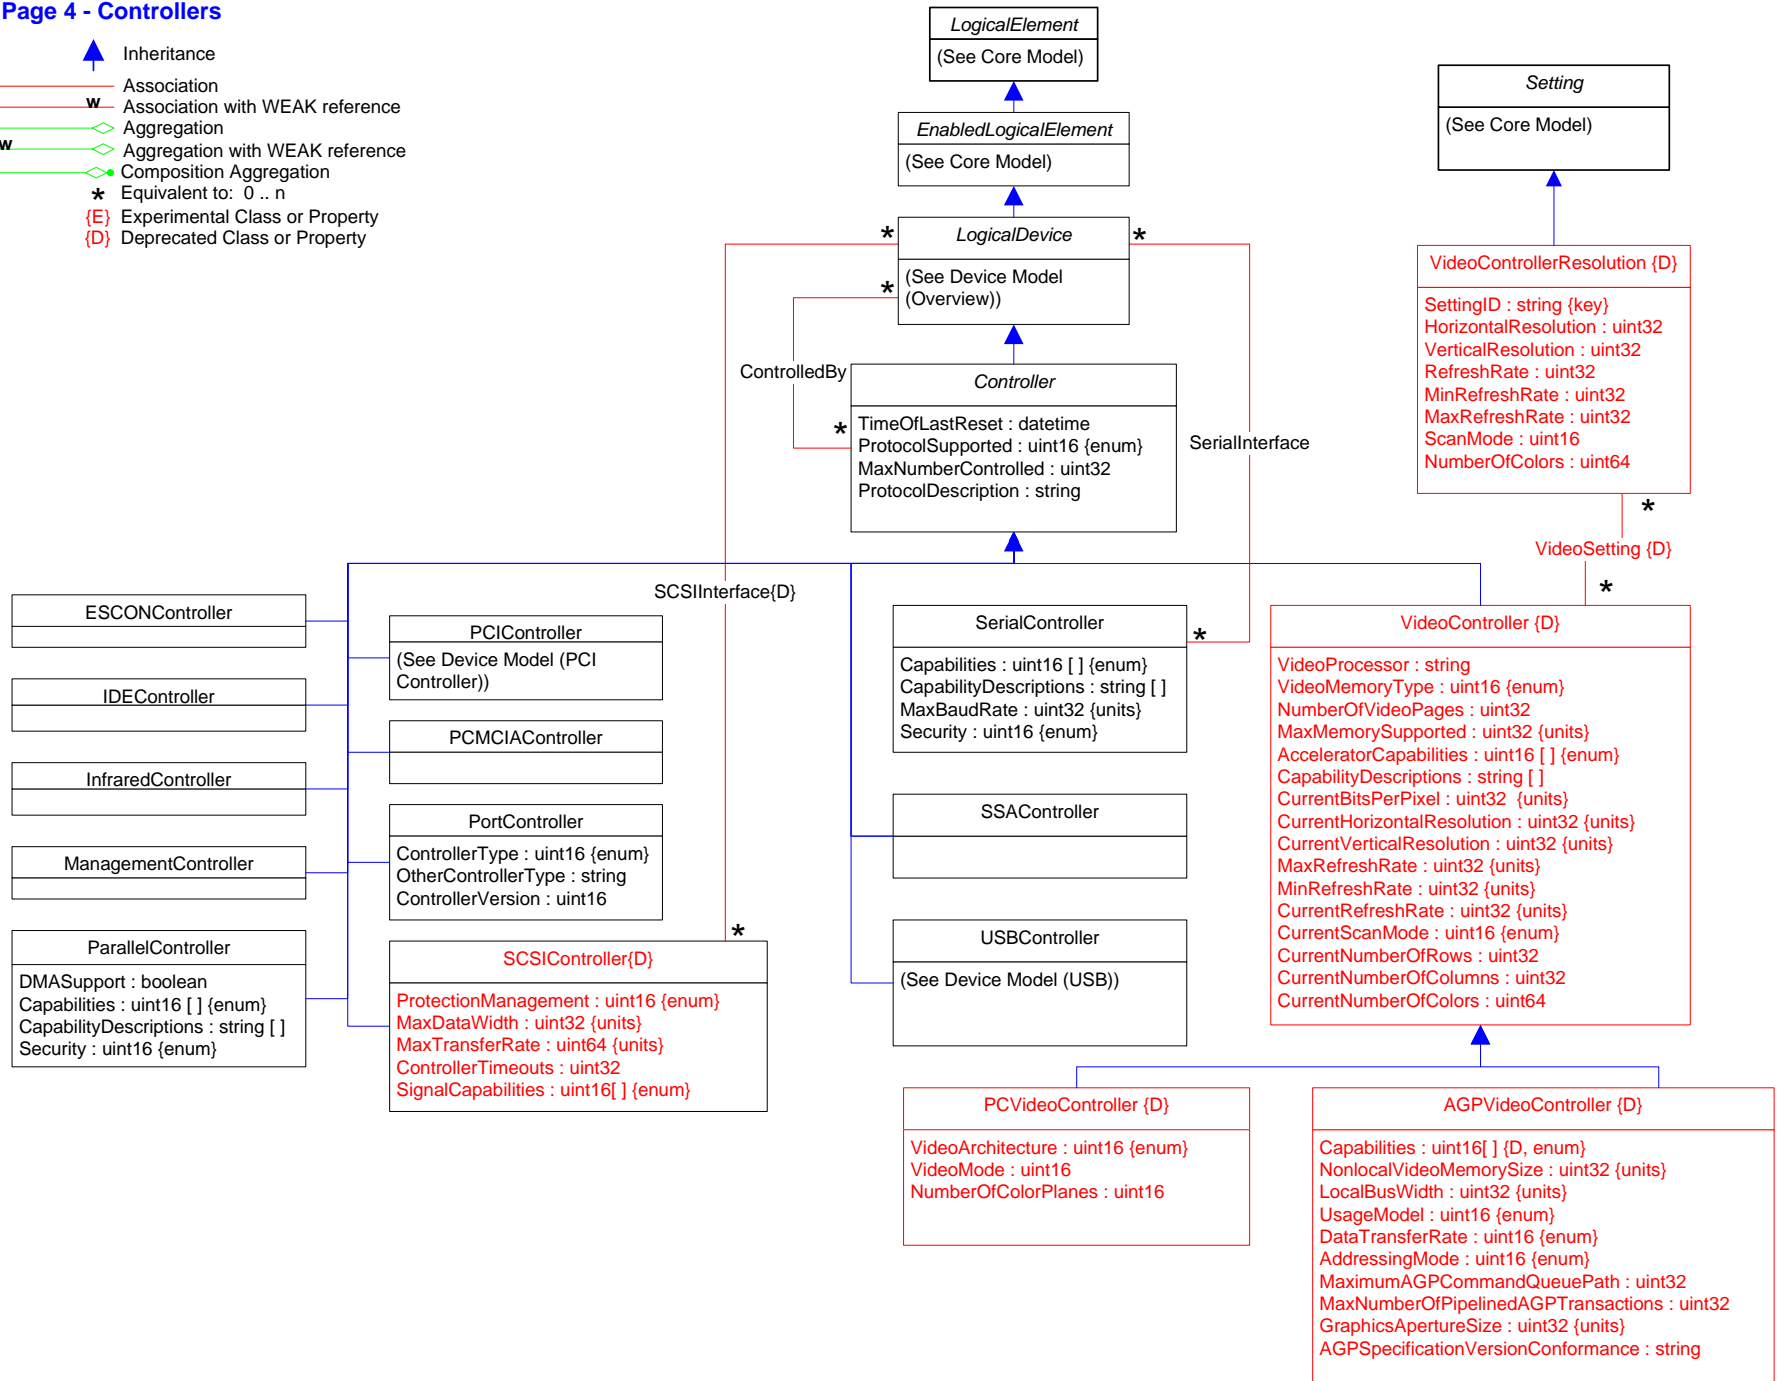 Page 4 - Controllers
Inheritance
Association
w
Association with WEAK reference
Aggregation
w
Aggregation with WEAK reference
Composition Aggregation
* Equivalent to: 0 .. n
{E} Experimental Class or Property
{D} Deprecated Class or Property
LogicalElement
(See Core Model)
EnabledLogicalElement
(See Core Model)
*
LogicalDevice
*
(See Device Model
(Overview))
*
ControlledBy
*
Controller
TimeOfLastReset : datetime
ProtocolSupported : uint16 {enum}
MaxNumberControlled : uint32
ProtocolDescription : string
SerialInterface
Setting
(See Core Model)
VideoControllerResolution {D}
SettingID : string {key}
HorizontalResolution : uint32
VerticalResolution : uint32
RefreshRate : uint32
MinRefreshRate : uint32
MaxRefreshRate : uint32
ScanMode : uint16
NumberOfColors : uint64
*
VideoSetting {D}
*
SCSIInterface{D}
ESCONController
IDEController
InfraredController
ManagementController
ParallelController
DMASupport : boolean
Capabilities : uint16 [ ] {enum}
CapabilityDescriptions : string [ ]
Security : uint16 {enum}
PCIController
(See Device Model (PCI
Controller))
PCMCIAController
PortController
ControllerType : uint16 {enum}
OtherControllerType : string
ControllerVersion : uint16
*
SCSIController{D}
ProtectionManagement : uint16 {enum}
MaxDataWidth : uint32 {units}
MaxTransferRate : uint64 {units}
ControllerTimeouts : uint32
SignalCapabilities : uint16[ ] {enum}
SerialController
*
Capabilities : uint16 [ ] {enum}
CapabilityDescriptions : string [ ]
MaxBaudRate : uint32 {units}
Security : uint16 {enum}
SSAController
USBController
(See Device Model (USB))
VideoController {D}
VideoProcessor : string
VideoMemoryType : uint16 {enum}
NumberOfVideoPages : uint32
MaxMemorySupported : uint32 {units}
AcceleratorCapabilities : uint16 [ ] {enum}
CapabilityDescriptions : string [ ]
CurrentBitsPerPixel : uint32 {units}
CurrentHorizontalResolution : uint32 {units}
CurrentVerticalResolution : uint32 {units}
MaxRefreshRate : uint32 {units}
MinRefreshRate : uint32 {units}
CurrentRefreshRate : uint32 {units}
CurrentScanMode : uint16 {enum}
CurrentNumberOfRows : uint32
CurrentNumberOfColumns : uint32
CurrentNumberOfColors : uint64
PCVideoController {D}
VideoArchitecture : uint16 {enum}
VideoMode : uint16
NumberOfColorPlanes : uint16
AGPVideoController {D}
Capabilities : uint16[ ] {D, enum}
NonlocalVideoMemorySize : uint32 {units}
LocalBusWidth : uint32 {units}
UsageModel : uint16 {enum}
DataTransferRate : uint16 {enum}
AddressingMode : uint16 {enum}
MaximumAGPCommandQueuePath : uint32
MaxNumberOfPipelinedAGPTransactions : uint32
GraphicsApertureSize : uint32 {units}
AGPSpecificationVersionConformance : string